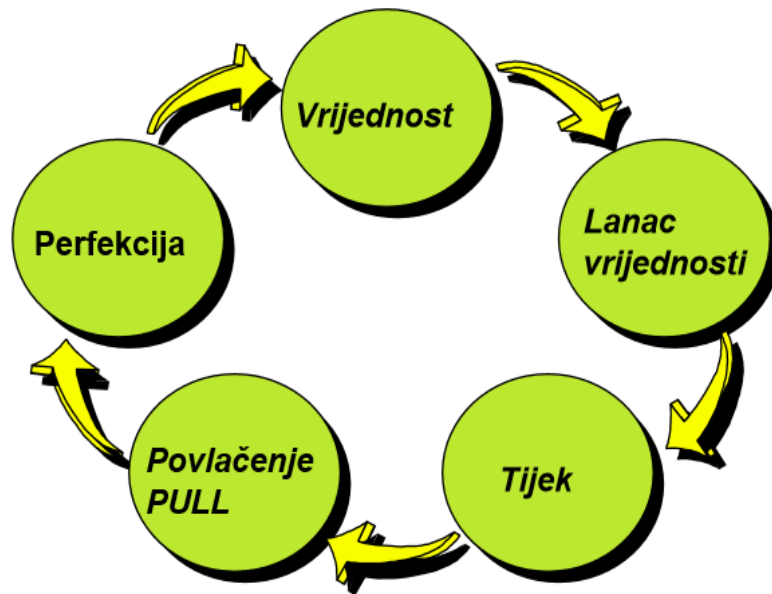 Vrijednost
Lanac
vrijednosti
Tijek
Povlačenje
PULL
Perfekcija